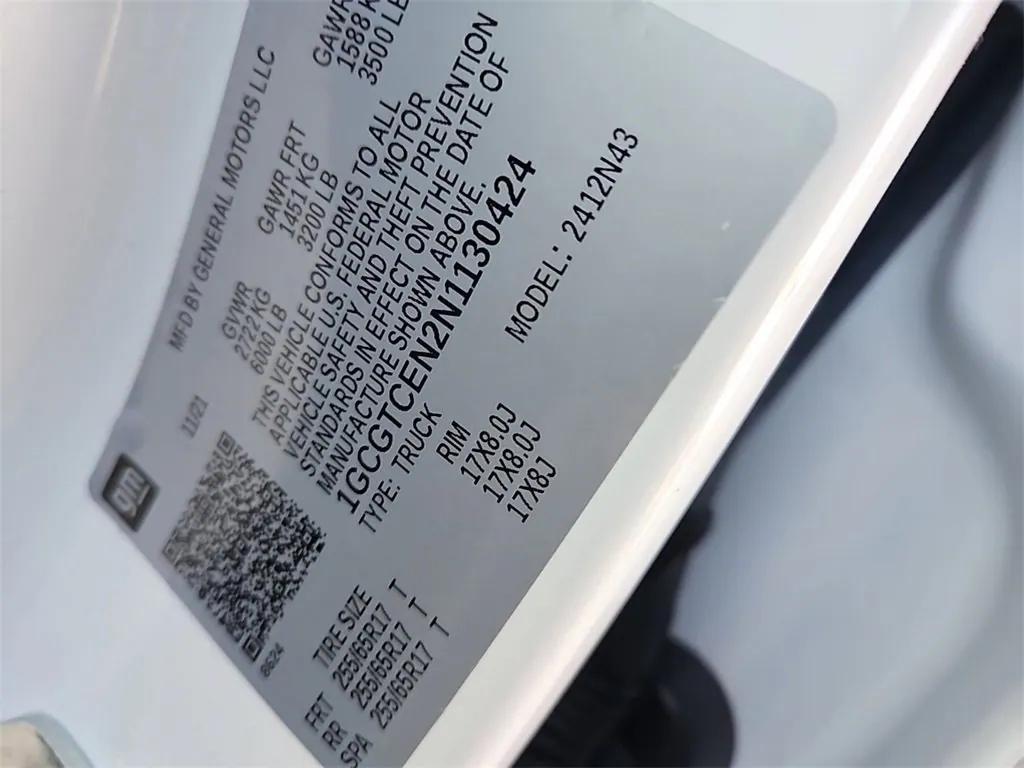 gm
MFD BY GENERAL MOTORS LLC
11/21
GVWR GAWR FRT GAWR
2722 KG 1451 KG 1588 K
6000 LB 3200 LB 3500 LB
THIS VEHICLE CONFORMS TO ALL
APPLICABLE U.S. FEDERAL MOTOR
VEHICLE SAFETY AND THEFT PREVENTION
STANDARDS IN EFFECT ON THE DATE OF
MANUFACTURE SHOWN ABOVE.
1GCGTCEN2N1130424
TYPE: TRUCK MODEL: 2412N43
8624
TIRE SIZE RIM
FRT 255/65R17 T 17X8.0J
RR 255/65R17 T 17X8.0J
SPA 255/65R17 T 17X8J